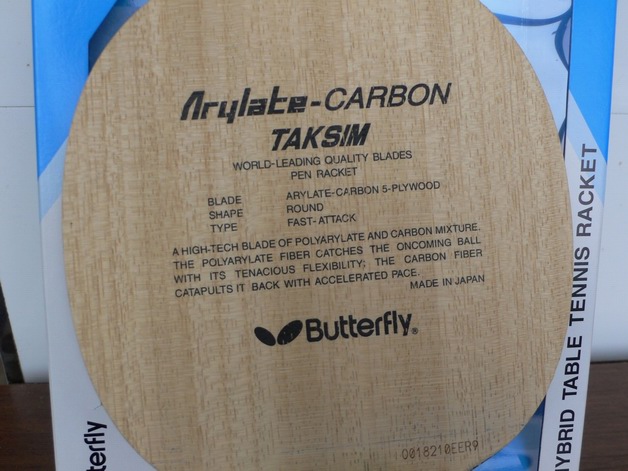 Arylate-CARBON
TAKSIM
WORLD-LEADING QUALITY BLADES
PEN RACKET
BLADE ARYLATE-CARBON 5-PLYWOOD
SHAPE ROUND
TYPE FAST-ATTACK
A HIGH-TECH BLADE OF POLYARYLATE AND CARBON MIXTURE.
THE POLYARYLATE FIBER CATCHES THE ONCOMING BALL
WITH ITS TENACIOUS FLEXIBILITY; THE CARBON FIBER
CATAPULTS IT BACK WITH ACCELERATED PACE.
MADE IN JAPAN
Butterfly®
YBRID TABLE TENNIS RACKET
tterfly